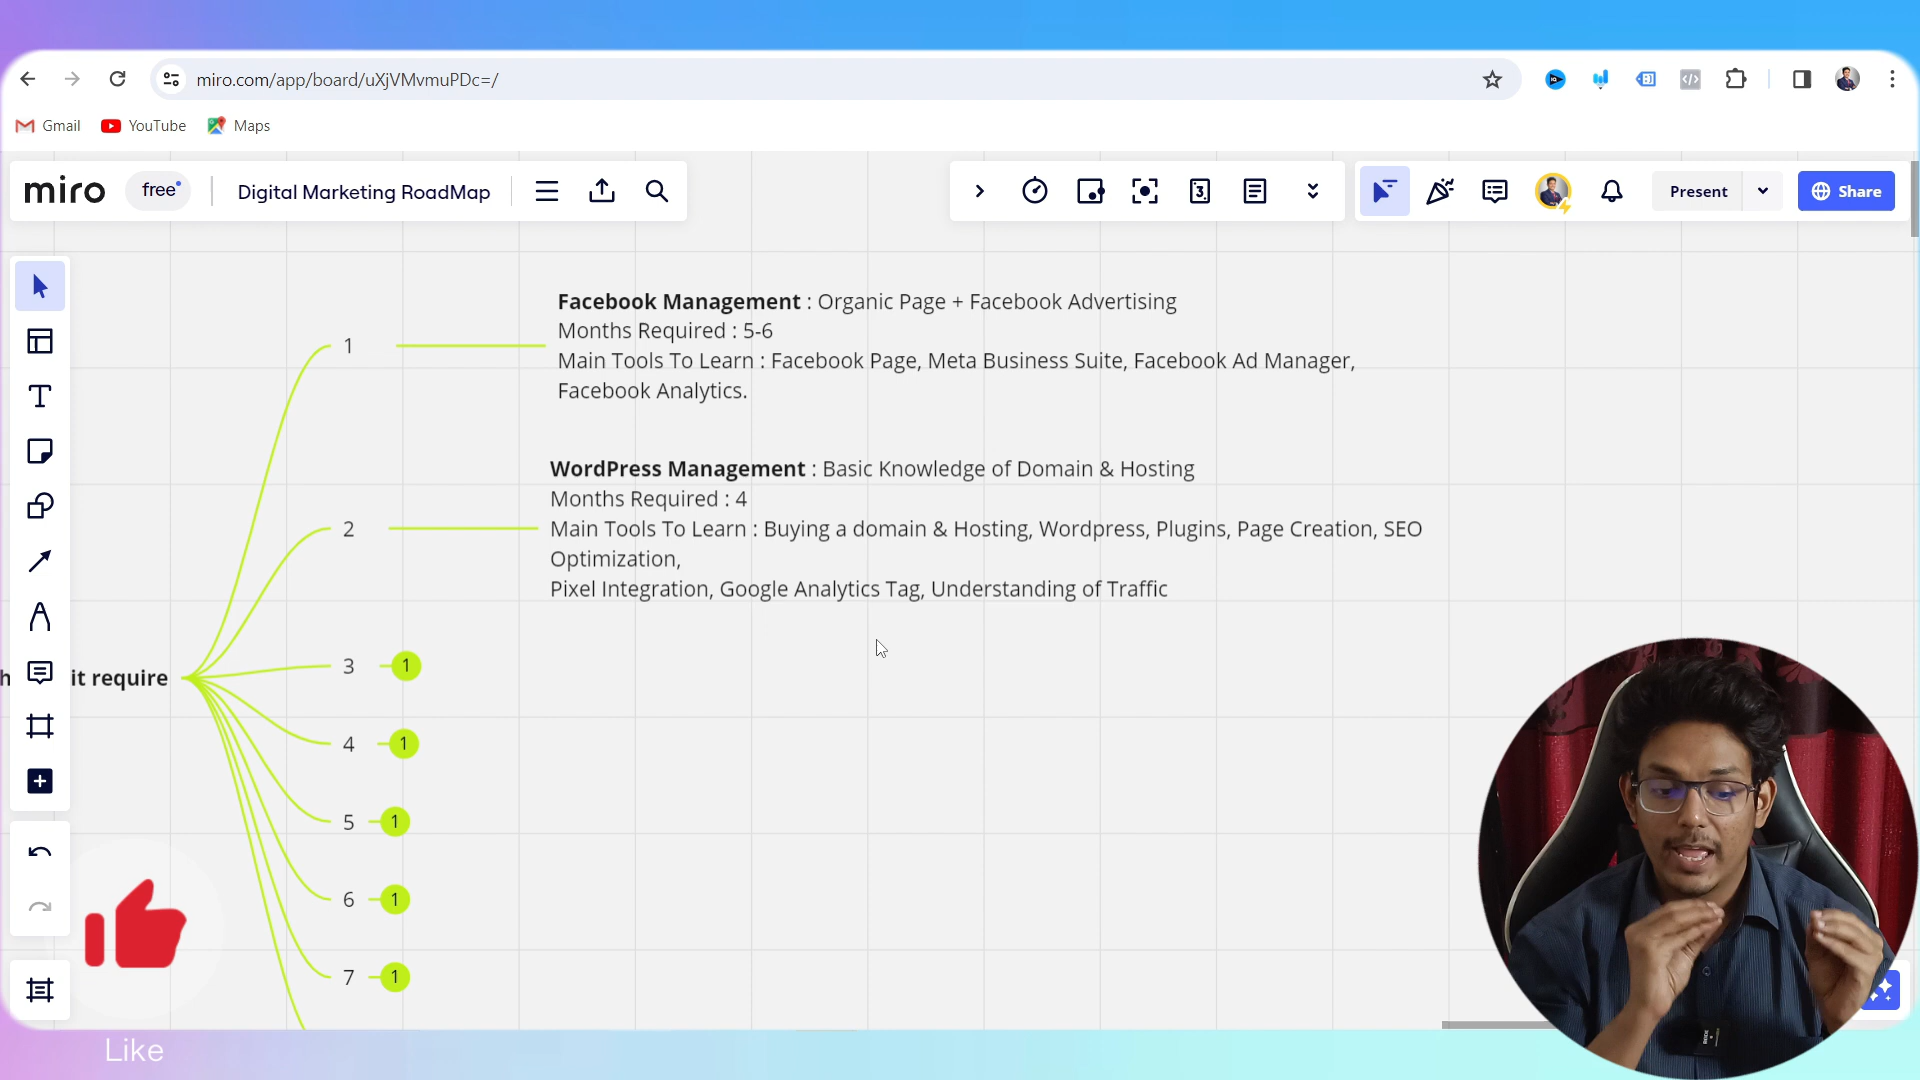 miro.com/app/board/uXjVMvmuPDc=/
Gmail YouTube Maps
miro free Digital Marketing RoadMap
3
Present
Share
Facebook Management : Organic Page + Facebook Advertising
Months Required : 5-6
Main Tools To Learn : Facebook Page, Meta Business Suite, Facebook Ad Manager,
Facebook Analytics.
1
WordPress Management : Basic Knowledge of Domain & Hosting
Months Required : 4
Main Tools To Learn : Buying a domain & Hosting, Wordpress, Plugins, Page Creation, SEO
Optimization,
Pixel Integration, Google Analytics Tag, Understanding of Traffic
2
it require
3 1
4 1
5 1
6 1
7 1
Like